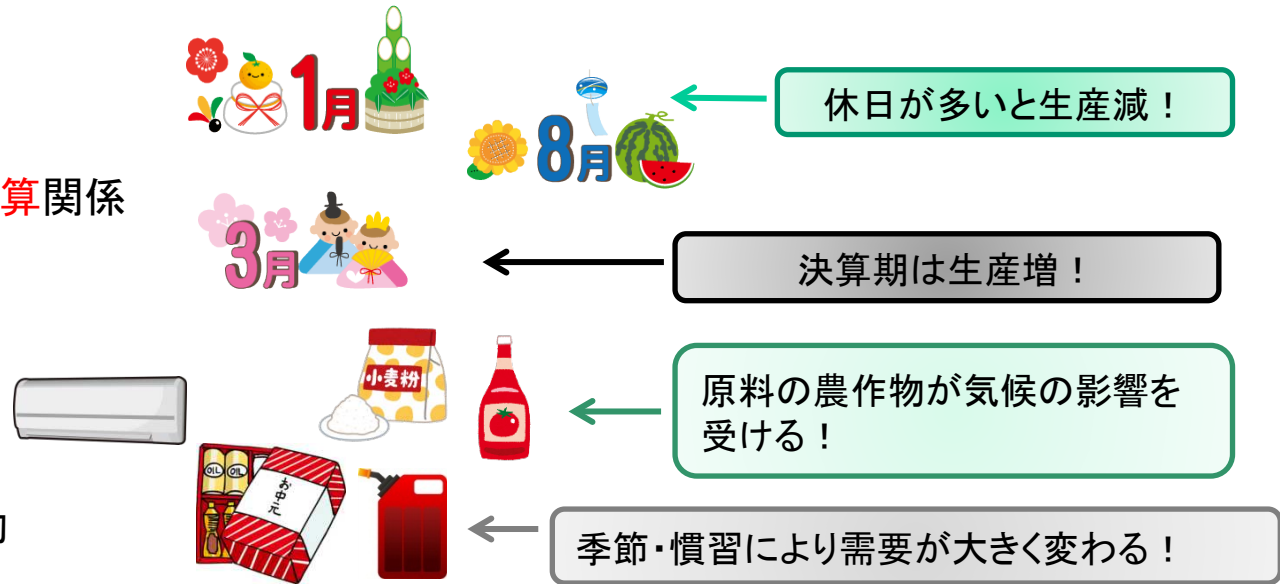 1月
8月
休日が多いと生産減！
算関係
3月
決算期は生産増！
小麦粉
原料の農作物が気候の影響を
受ける！
OIL OIL
お中元
季節・慣習により需要が大きく変わる！